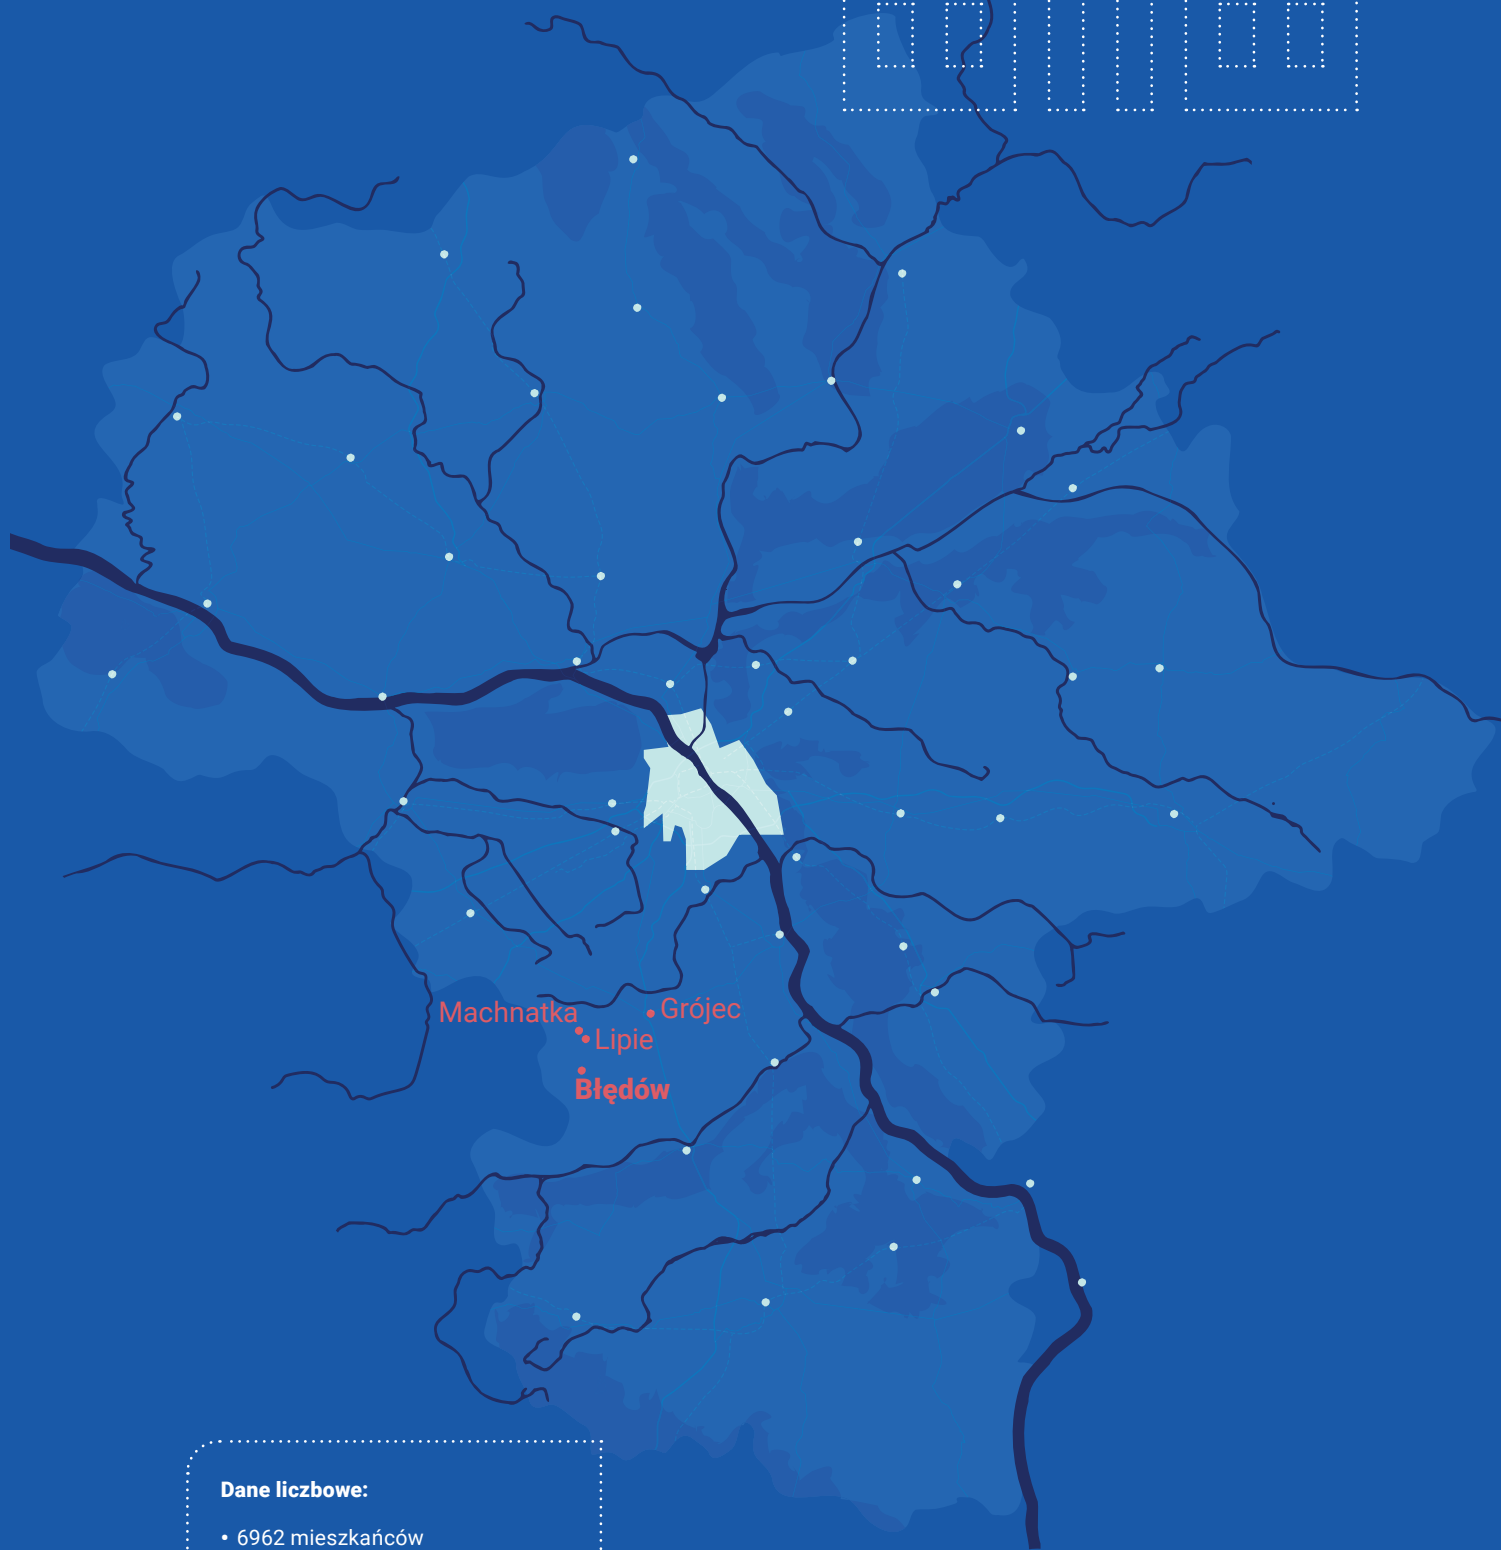 Machnatka
Grójec
Lipie
Błędów
Dane liczbowe:
• 6962 mieszkańców